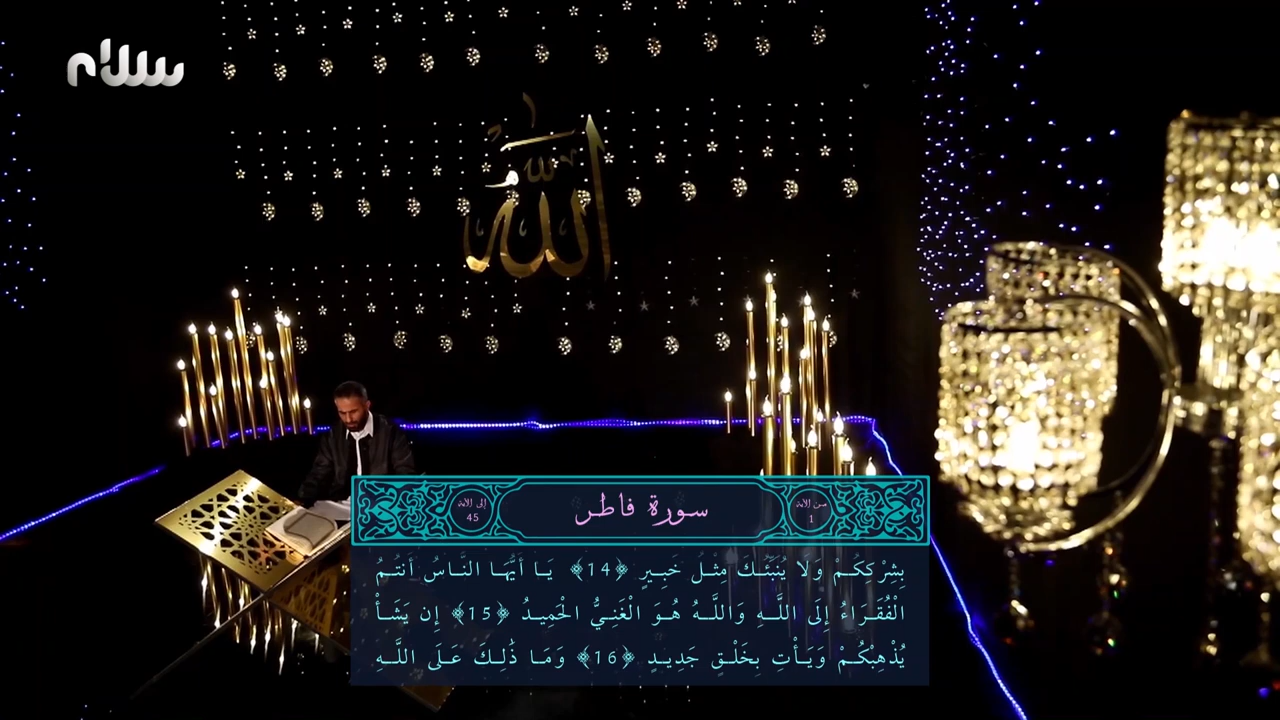 سلام
الله
سورة فاطر
من الآية
1
إلى الآية
45
بِشِرْكِكُمْ وَلَا يُنَبِّئُكَ مِثْلُ خَبِيرٍ ﴿14﴾ يَا أَيُّهَا النَّاسُ أَنتُمُ
الْفُقَرَاءُ إِلَى اللَّهِ وَاللَّهُ هُوَ الْغَنِيُّ الْحَمِيدُ ﴿15﴾ إِن يَشَأْ
يُذْهِبْكُمْ وَيَأْتِ بِخَلْقٍ جَدِيدٍ ﴿16﴾ وَمَا ذَٰلِكَ عَلَى اللَّهِ